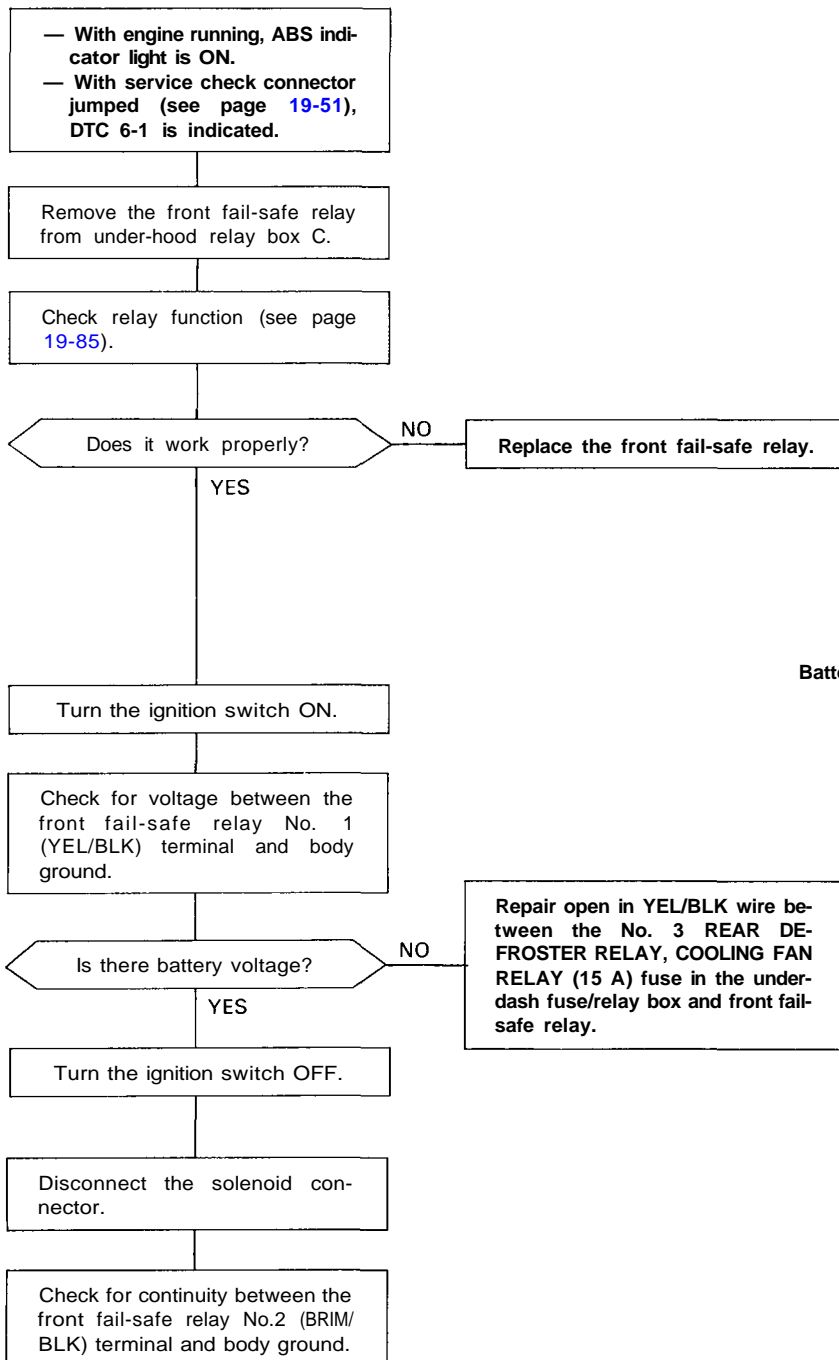 — With engine running, ABS indi-
cator light is ON.
— With service check connector
jumped (see page 19-51),
DTC 6-1 is indicated.
Remove the front fail-safe relay
from under-hood relay box C.
Check relay function (see page
19-85).
Does it work properly?
NO
Replace the front fail-safe relay.
YES
Batte
Turn the ignition switch ON.
Check for voltage between the
front fail-safe relay No. 1
(YEL/BLK) terminal and body
ground.
Is there battery voltage?
NO
Repair open in YEL/BLK wire be-
tween the No. 3 REAR DE-
FROSTER RELAY, COOLING FAN
RELAY (15 A) fuse in the under-
dash fuse/relay box and front fail-
safe relay.
YES
Turn the ignition switch OFF.
Disconnect the solenoid con-
nector.
Check for continuity between the
front fail-safe relay No.2 (BRIM/
BLK) terminal and body ground.